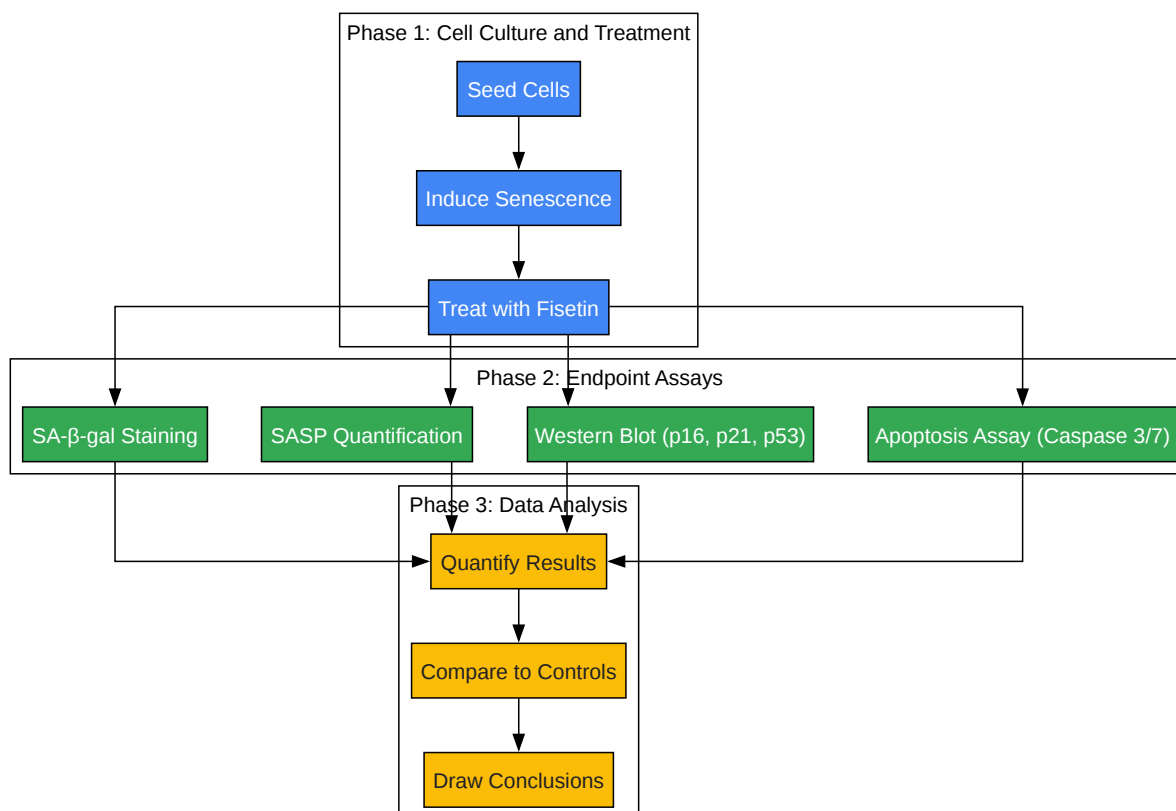 Phase 1: Cell Culture and Treatment
Seed Cells
Induce Senescence
Treat with Fisetin
Phase 2: Endpoint Assays
SA-β-gal Staining
SASP Quantification
Western Blot (p16, p21, p53)
Apoptosis Assay (Caspase 3/7)
Phase 3: Data Analysis
Quantify Results
Compare to Controls
Draw Conclusions